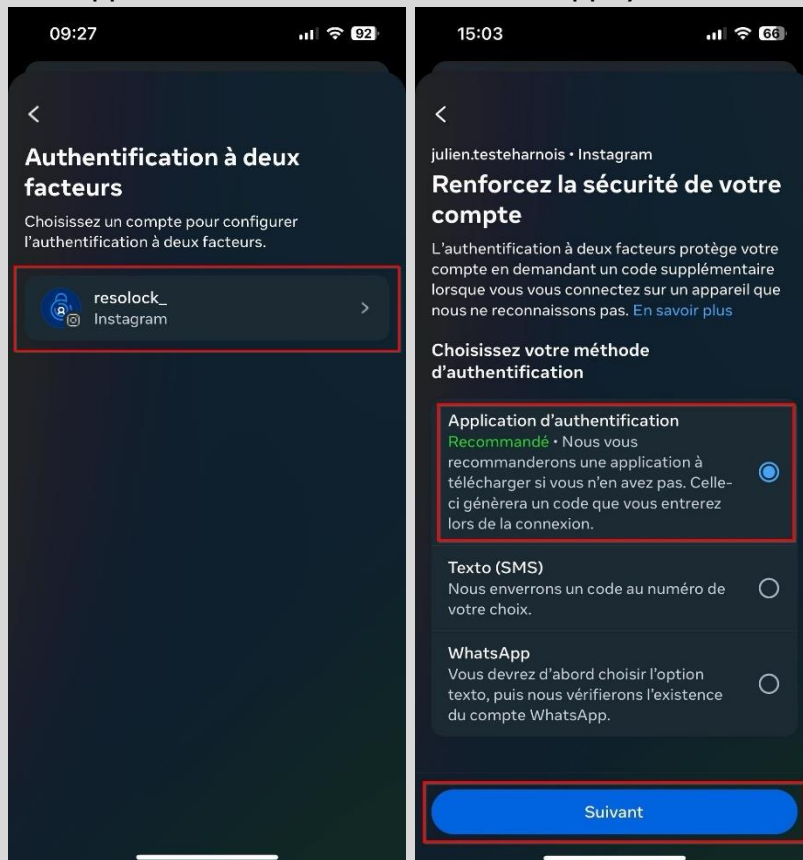 09:27
92
Authentification à deux
facteurs
Choisissez un compte pour configurer
l'authentification à deux facteurs.
resolock_
Instagram
15:03
66
julien.testeharnois • Instagram
Renforcez la sécurité de votre
compte
L'authentification à deux facteurs protège votre
compte en demandant un code supplémentaire
lorsque vous vous connectez sur un appareil que
nous ne reconnaissons pas. En savoir plus
Choisissez votre méthode
d'authentification
Application d'authentification
Recommandé • Nous vous
recommanderons une application à
télécharger si vous n'en avez pas. Celle-
ci génèrera un code que vous entrerez
lors de la connexion.
Texto (SMS)
Nous enverrons un code au numéro de
votre choix.
WhatsApp
Vous devrez d'abord choisir l'option
texto, puis nous vérifierons l'existence
du compte WhatsApp.
Suivant